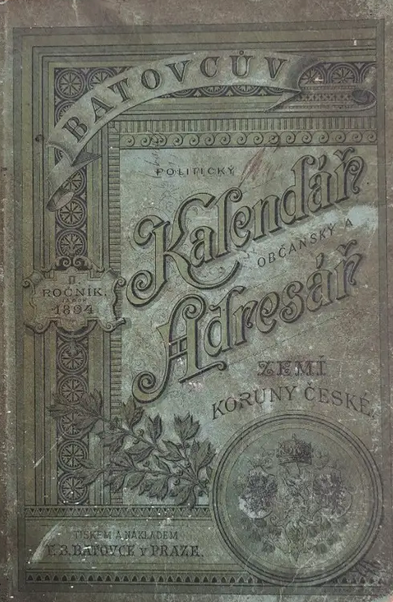 BATOVCŮV
POLITICKÝ
Kalendář
OBČANSKÝ A
Adresář
ZEMÍ
KORUNY ČESKÉ.
II.
ROČNÍK.
1894
TISKEM A NÁKLADEM
T. B. BATOVCE V PRAZE.